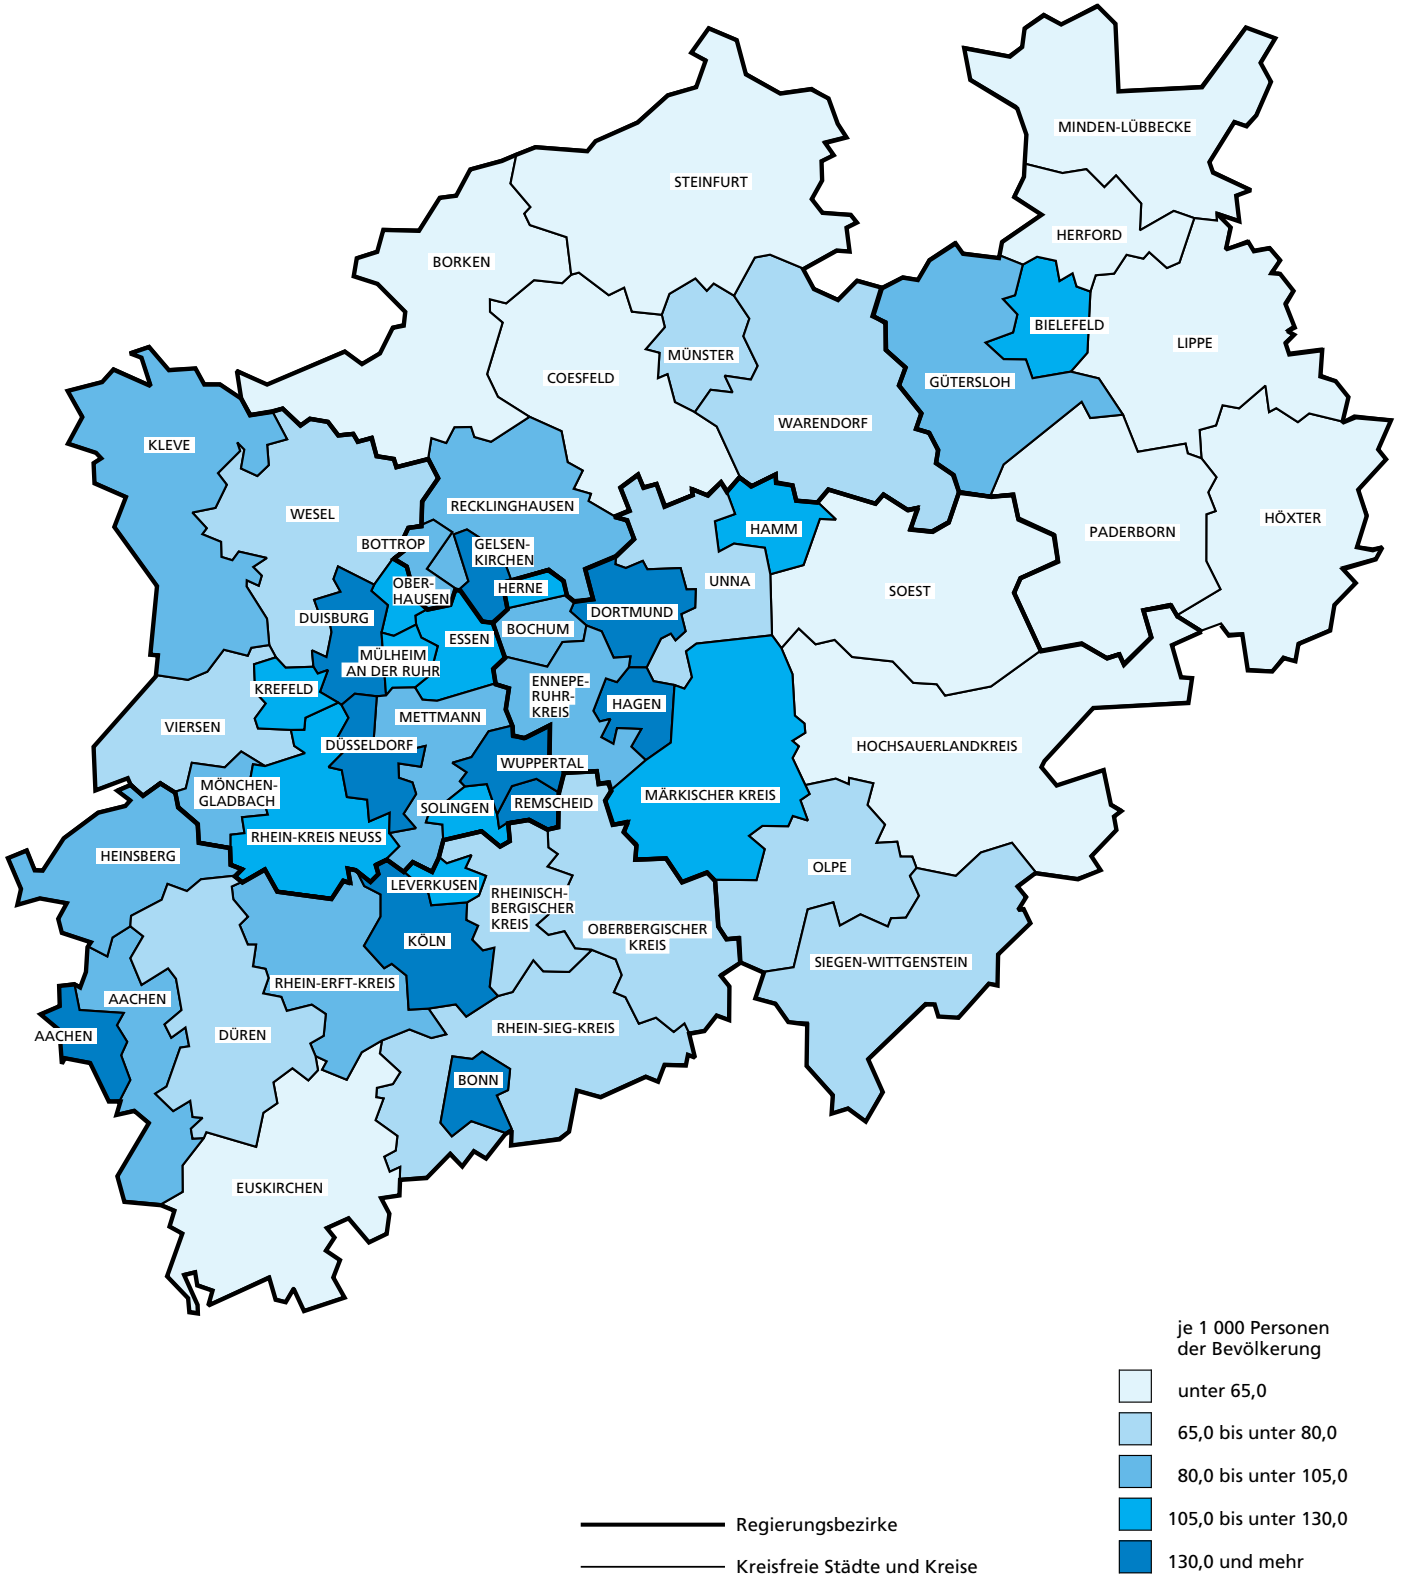 MINDEN-LÜBBECKE
STEINFURT
HERFORD
BORKEN
BIELEFELD
LIPPE
MÜNSTER
COESFELD
GÜTERSLOH
WARENDORF
KLEVE
RECKLINGHAUSEN
WESEL
HÖXTER
HAMM
PADERBORN
BOTTROP
GELSEN-
KIRCHEN
UNNA
OBER-
HAUSEN
HERNE
SOEST
DORTMUND
DUISBURG
BOCHUM
ESSEN
MÜLHEIM
AN DER RUHR
ENNEPE-
RUHR-
KREIS
KREFELD
HAGEN
METTMANN
VIERSEN
DÜSSELDORF
HOCHSAUERLANDKREIS
WUPPERTAL
MÖNCHEN-
GLADBACH
MÄRKISCHER KREIS
REMSCHEID
SOLINGEN
RHEIN-KREIS NEUSS
HEINSBERG
OLPE
LEVERKUSEN
RHEINISCH-
BERGISCHER
KREIS
OBERBERGISCHER
KREIS
KÖLN
SIEGEN-WITTGENSTEIN
RHEIN-ERFT-KREIS
AACHEN
RHEIN-SIEG-KREIS
AACHEN
DÜREN
BONN
EUSKIRCHEN
je 1 000 Personen
der Bevölkerung
unter 65,0
65,0 bis unter 80,0
80,0 bis unter 105,0
105,0 bis unter 130,0
130,0 und mehr
Regierungsbezirke
Kreisfreie Städte und Kreise